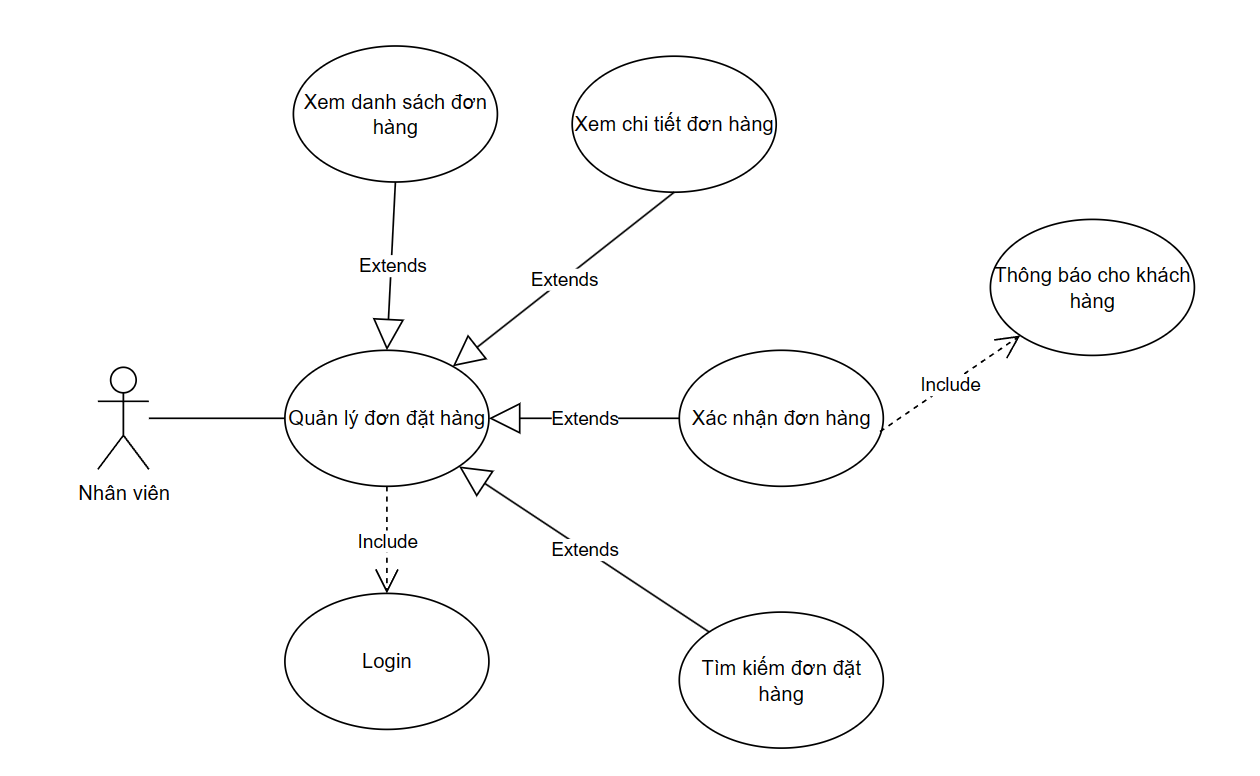 Xem danh sách đơn
hàng
Xem chi tiết đơn hàng
Extends
Extends
Thông báo cho khách
hàng
Include
Quản lý đơn đặt hàng
Extends
Xác nhận đơn hàng
Nhân viên
Include
Extends
Login
Tìm kiếm đơn đặt
hàng